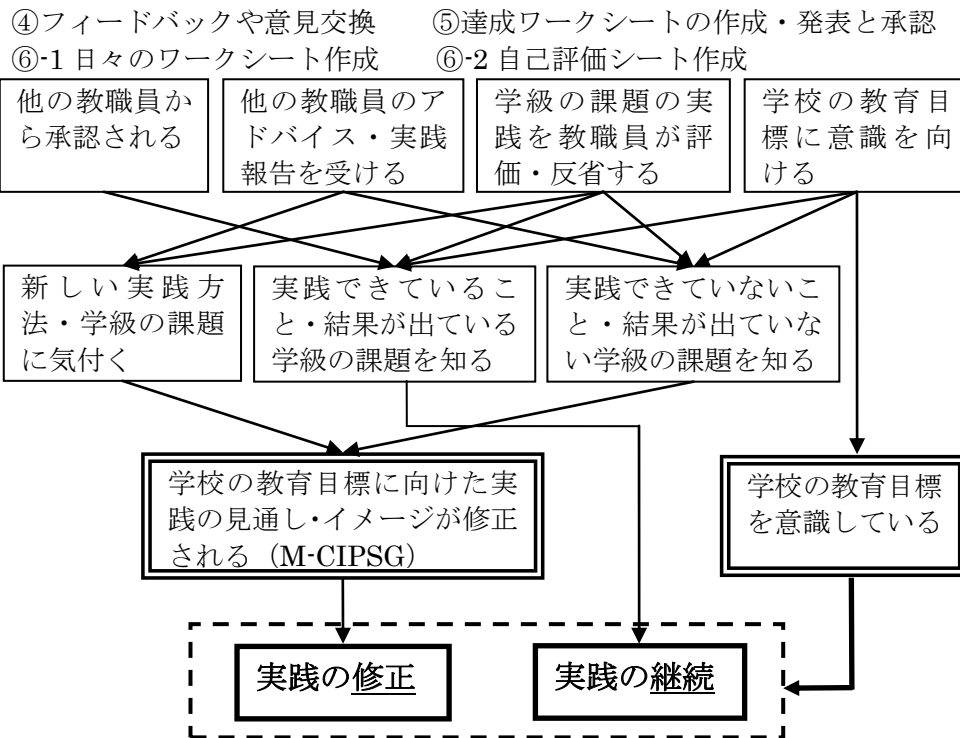 ④フィードバックや意見交換 ⑤達成ワークシートの作成・発表と承認
⑥-1 日々のワークシート作成 ⑥-2 自己評価シート作成
他の教職員か
ら承認される
他の教職員のア
ドバイス・実践
報告を受ける
学級の課題の実
践を教職員が評
価・反省する
学校の教育目
標に意識を向
ける
新しい実践方
法・学級の課題
に気付く
実践できているこ
と・結果が出ている
学級の課題を知る
実践できていないこ
と・結果が出ていな
い学級の課題を知る
学校の教育目標に向けた実
践の見通し・イメージが修正
される（M-CIPSG）
学校の教育目標
を意識している
実践の修正
実践の継続